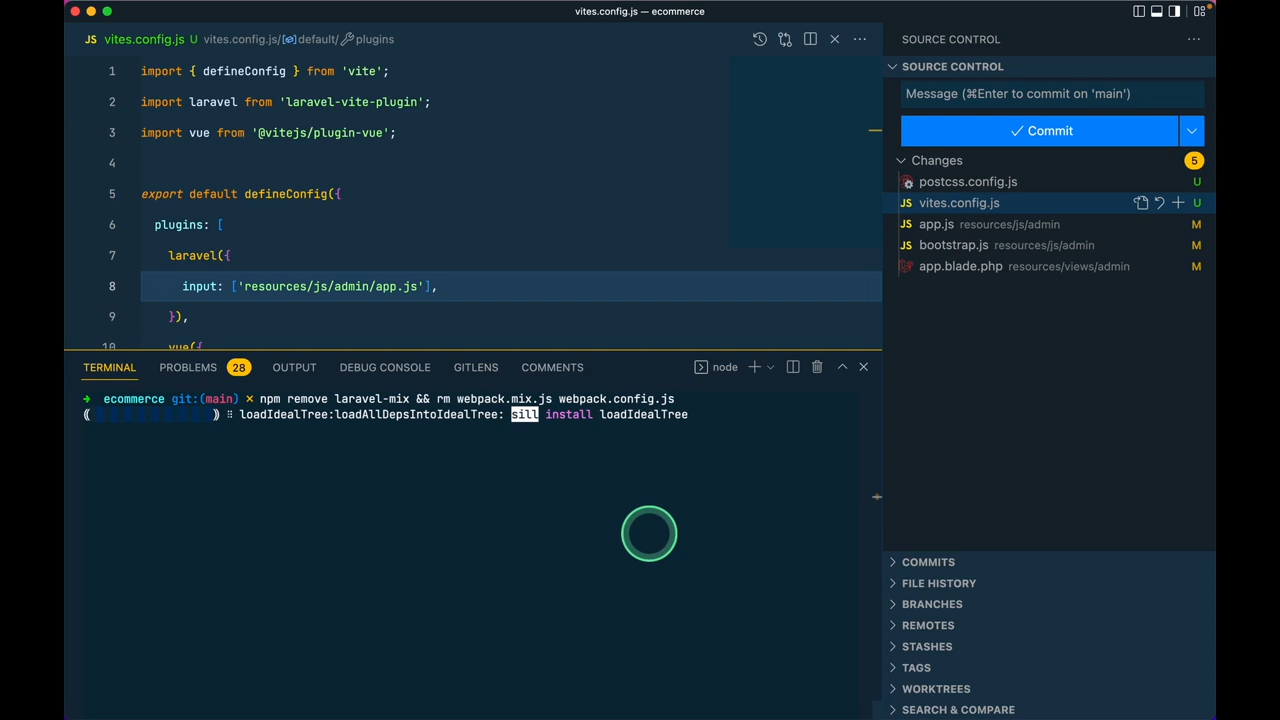 vites.config.js — ecommerce
JS vites.config.js U vites.config.js/default/plugins
1 import { defineConfig } from 'vite';
2 import laravel from 'laravel-vite-plugin';
3 import vue from '@vitejs/plugin-vue';
4
5 export default defineConfig({
6 plugins: [
7 laravel({
8 input: ['resources/js/admin/app.js'],
9 }),
10 vue({
TERMINAL PROBLEMS 28 OUTPUT DEBUG CONSOLE GITLENS COMMENTS node
ecommerce git:(main) × npm remove laravel-mix && rm webpack.mix.js webpack.config.js
loadIdealTree:loadAllDepsIntoIdealTree: sill install loadIdealTree
SOURCE CONTROL
SOURCE CONTROL
Message (⌘Enter to commit on 'main')
Commit
Changes 5
postcss.config.js U
JS vites.config.js U
JS app.js resources/js/admin M
JS bootstrap.js resources/js/admin M
app.blade.php resources/views/admin M
COMMITS
FILE HISTORY
BRANCHES
REMOTES
STASHES
TAGS
WORKTREES
SEARCH & COMPARE